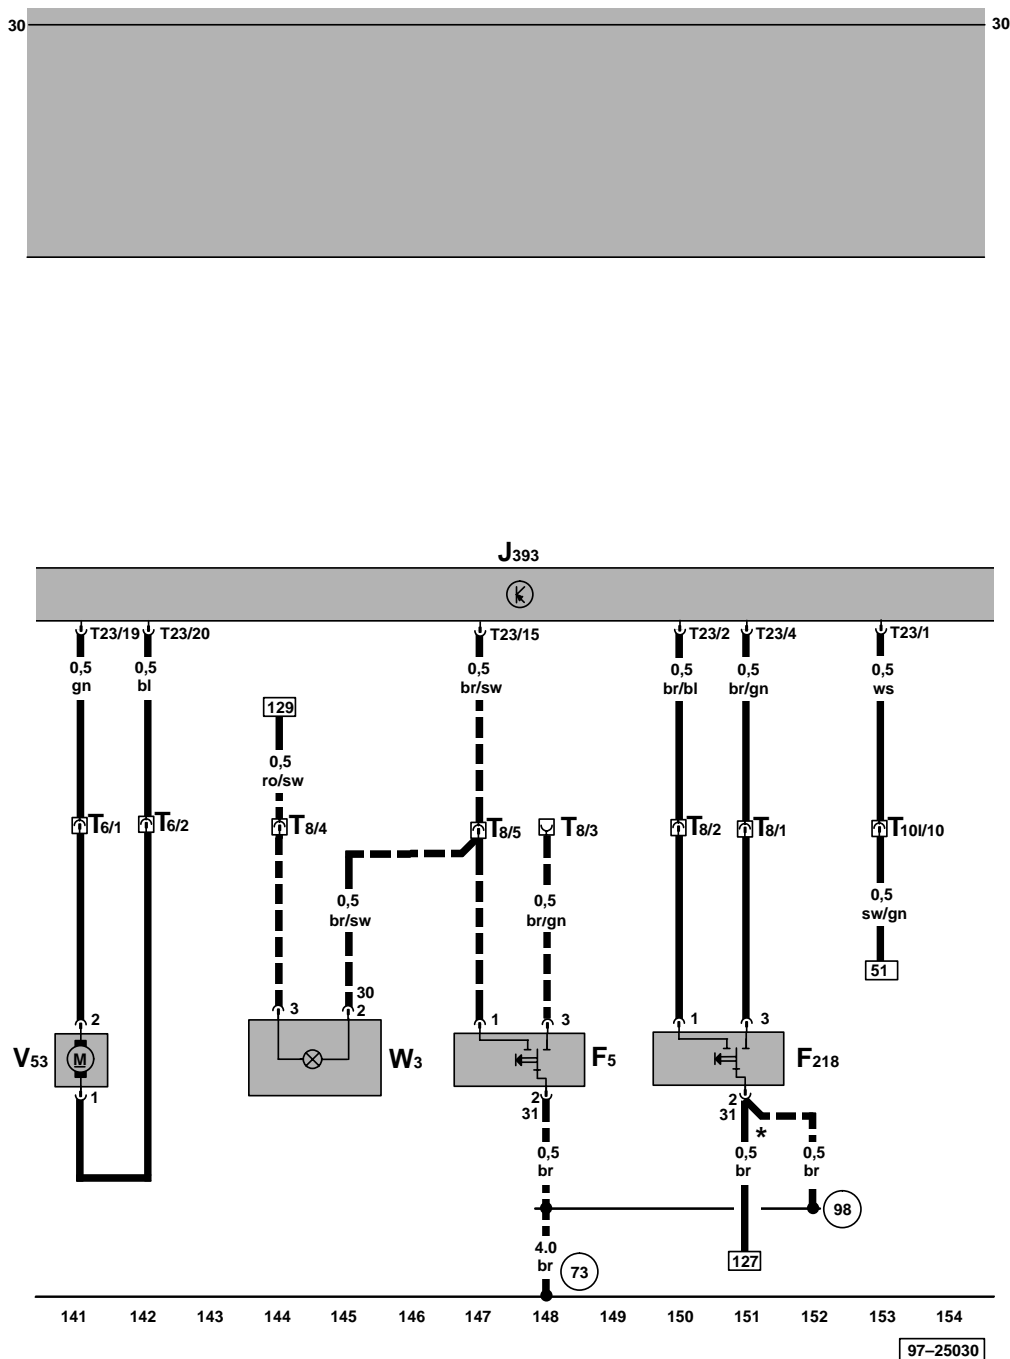 30 30
J393
T23/19 T23/20 T23/15 T23/2 T23/4 T23/1
0,5 0,5 0,5 0,5 0,5 0,5
gn bl br/sw br/bl br/gn ws
129
0,5
ro/sw
T6/1 T6/2 T8/4 T8/5 T8/3 T8/2 T8/1 T10l/10
0,5 0,5 0,5
br/sw br/gn sw/gn
51
30
2 3 2 1 3 1 3
V53 M W3 F5 F218
1 2 2
31 31
*
0,5 0,5 0,5
br br br
98
4.0
br 73 127
141 142 143 144 145 146 147 148 149 150 151 152 153 154
97–25030